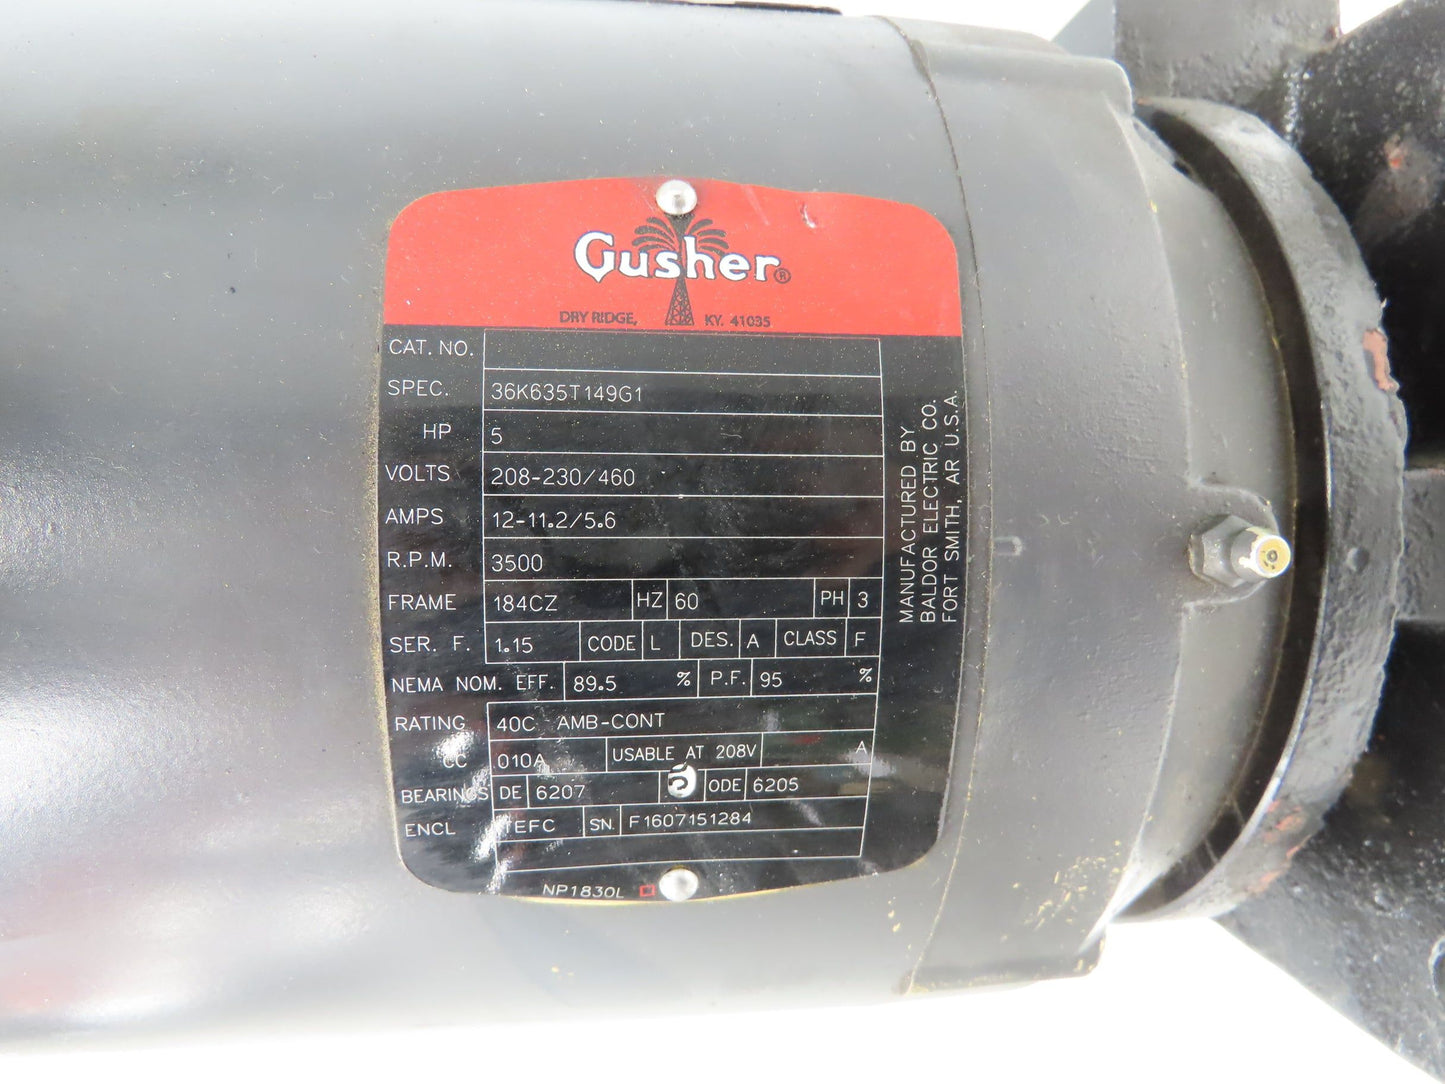 Gusher®
DRY RIDGE, KY. 41035
CAT. NO.
SPEC. 36K635T149G1
HP 5
VOLTS 208-230/460
AMPS 12-11.2/5.6
R.P.M. 3500
FRAME 184CZ HZ 60 PH 3
SER. F. 1.15 CODE L DES. A CLASS F
NEMA NOM. EFF. 89.5 % P.F. 95 %
RATING 40C AMB-CONT
CC 010A USABLE AT 208V A
BEARINGS DE 6207 ODE 6205
ENCL TEFC SN. F1607151284
NP1830L
MANUFACTURED BY
BALDOR ELECTRIC CO.
FORT SMITH, AR U.S.A.